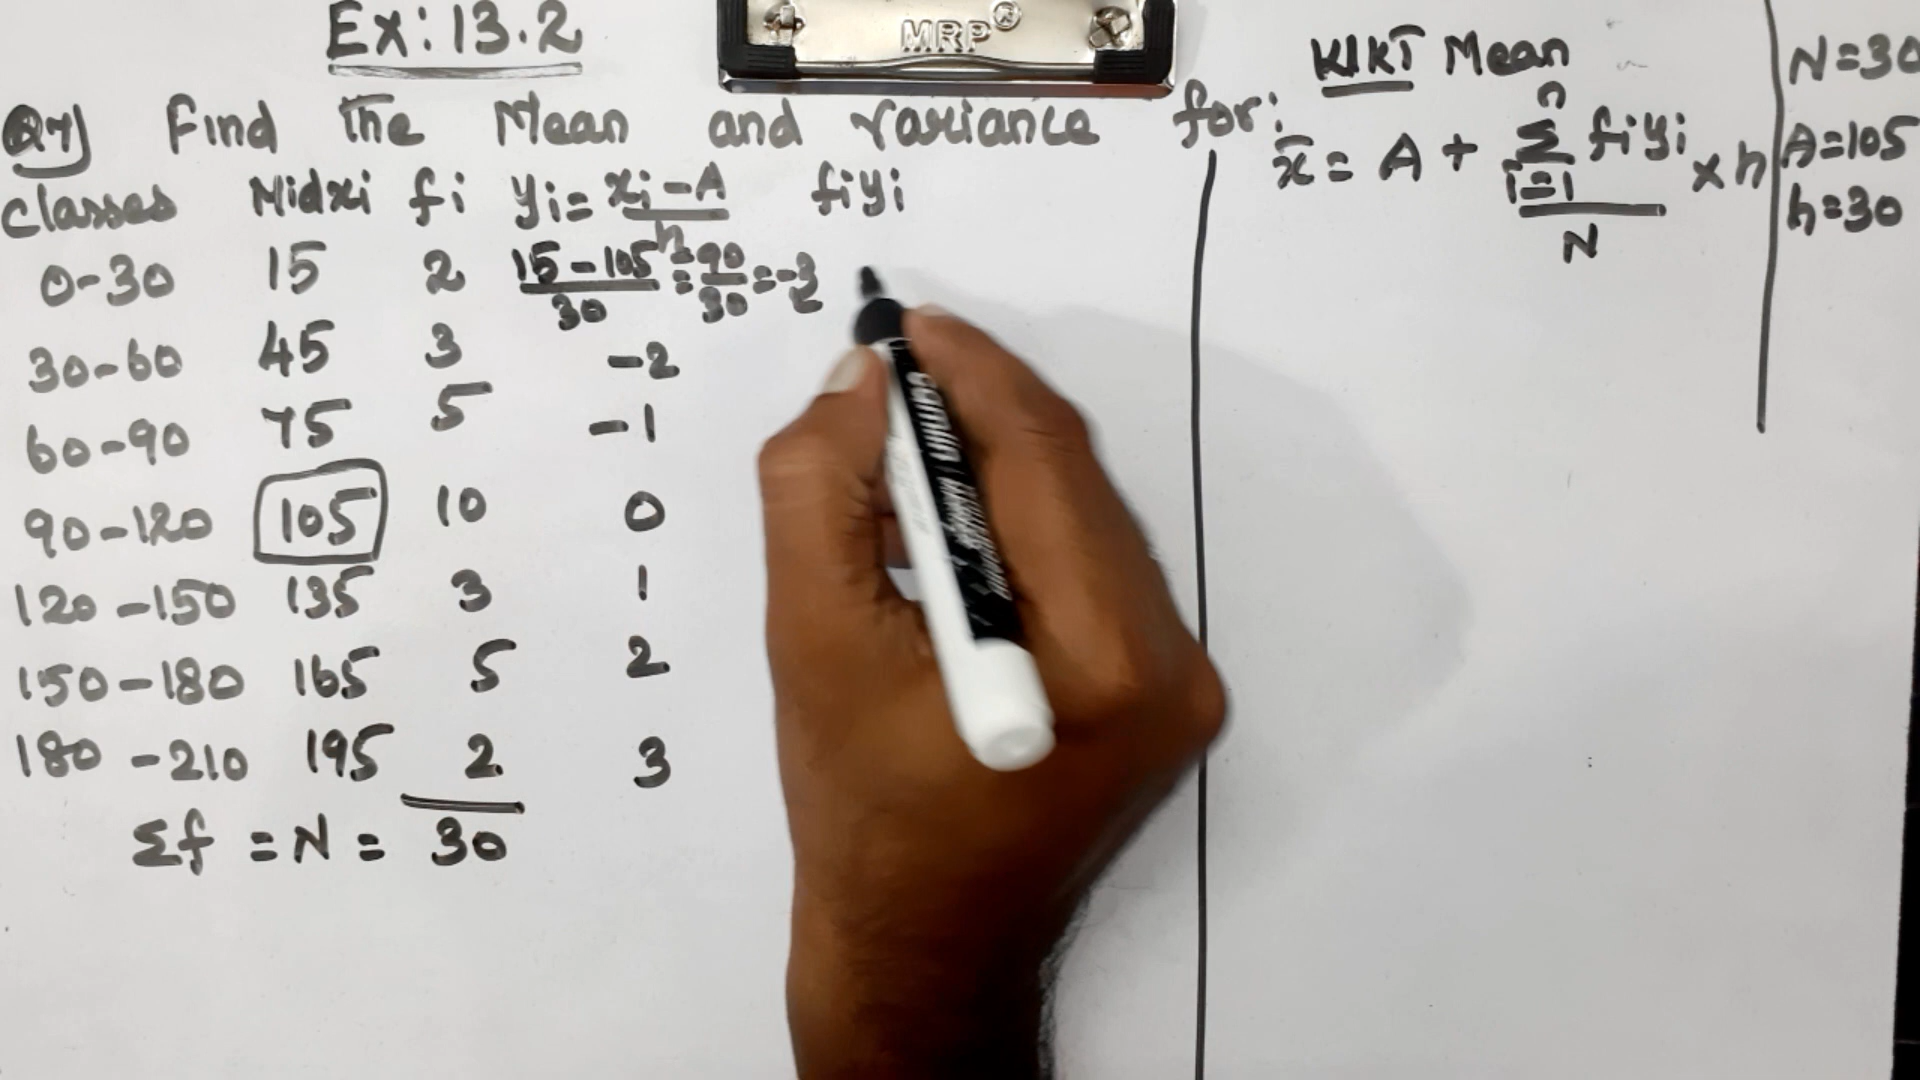 Ex: 13.2
MRP®
Q7) Find the Mean and variance for:
classes Midxi fi yi= xi-A/h fiyi
0-30 15 2 15-105/30 = -90/30 = -3
30-60 45 3 -2
60-90 75 5 -1
90-120 105 10 0
120-150 135 3 1
150-180 165 5 2
180-210 195 2 3
Σf = N = 30
camlin
WKT Mean
x̄ = A + Σ fiyi/N × h
n
i=1
N=30
A=105
h=30